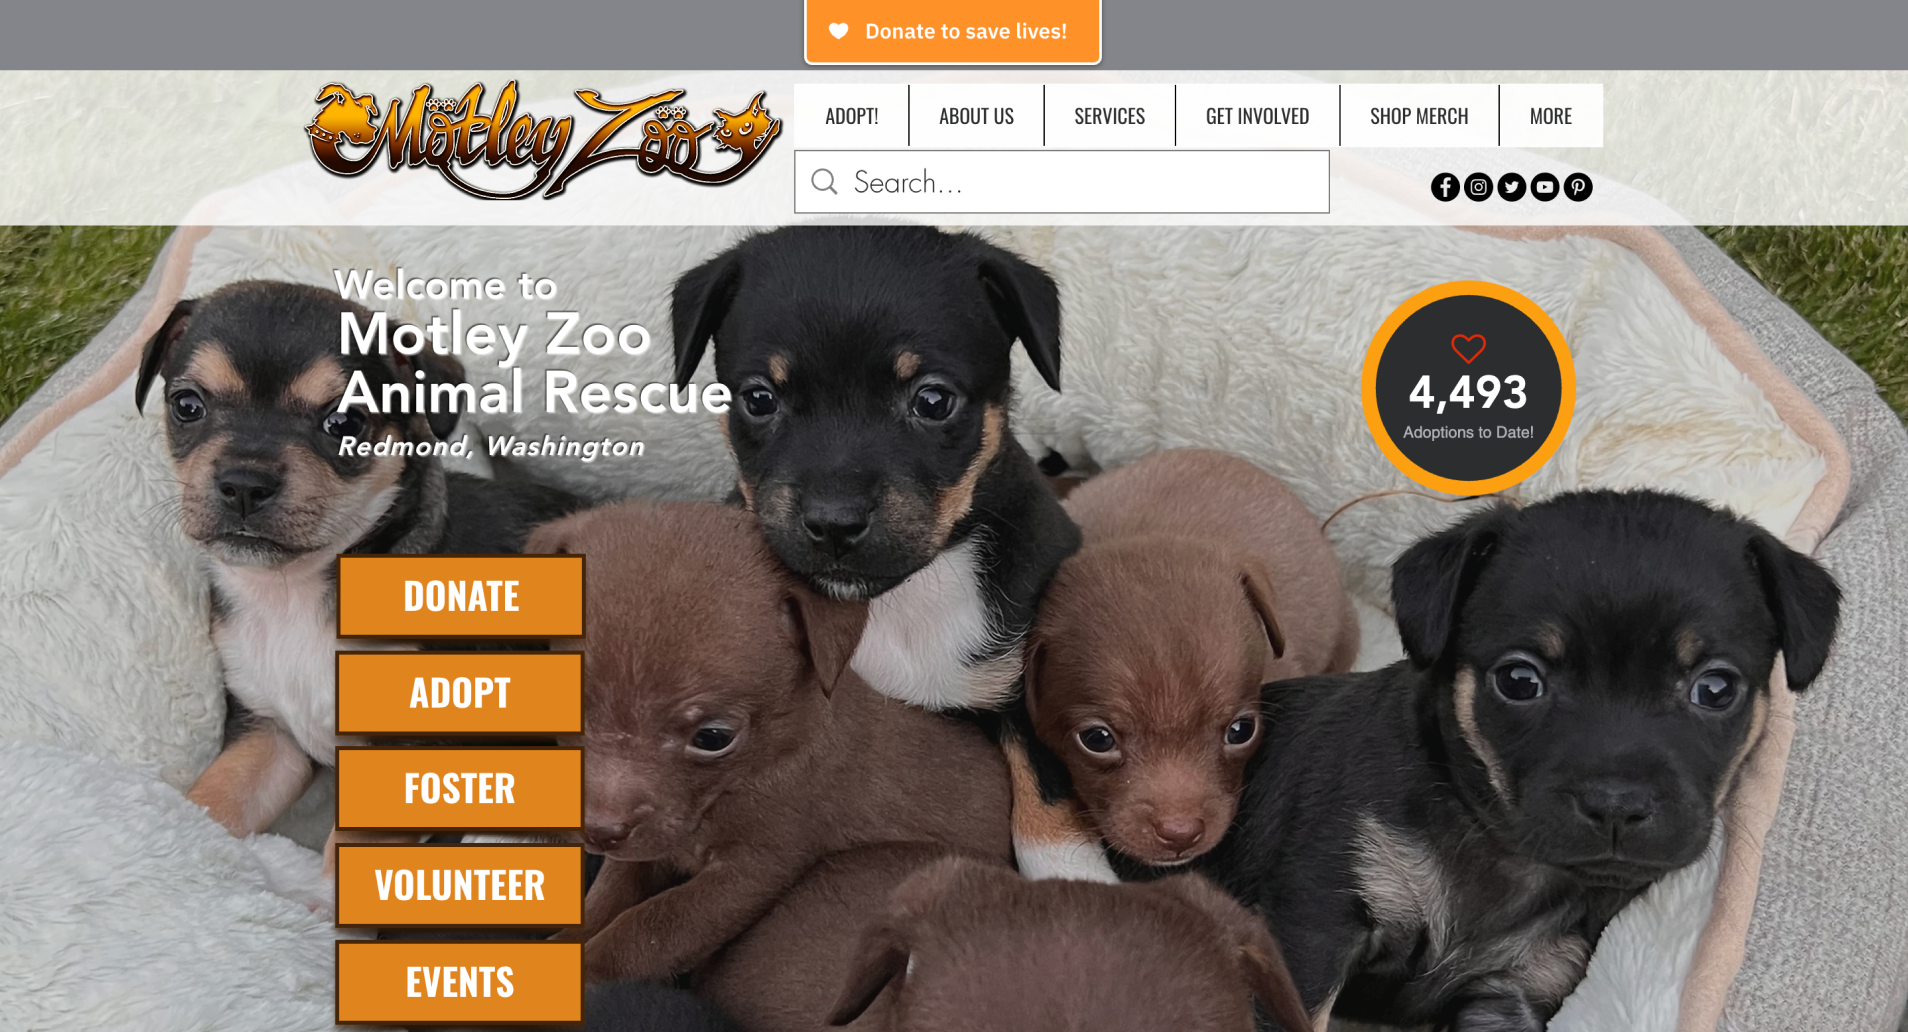 Donate to save lives!
Mötley Zoo
ADOPT!
ABOUT US
SERVICES
GET INVOLVED
SHOP MERCH
MORE
Search...
Welcome to
Motley Zoo
Animal Rescue
Redmond, Washington
4,493
Adoptions to Date!
DONATE
ADOPT
FOSTER
VOLUNTEER
EVENTS